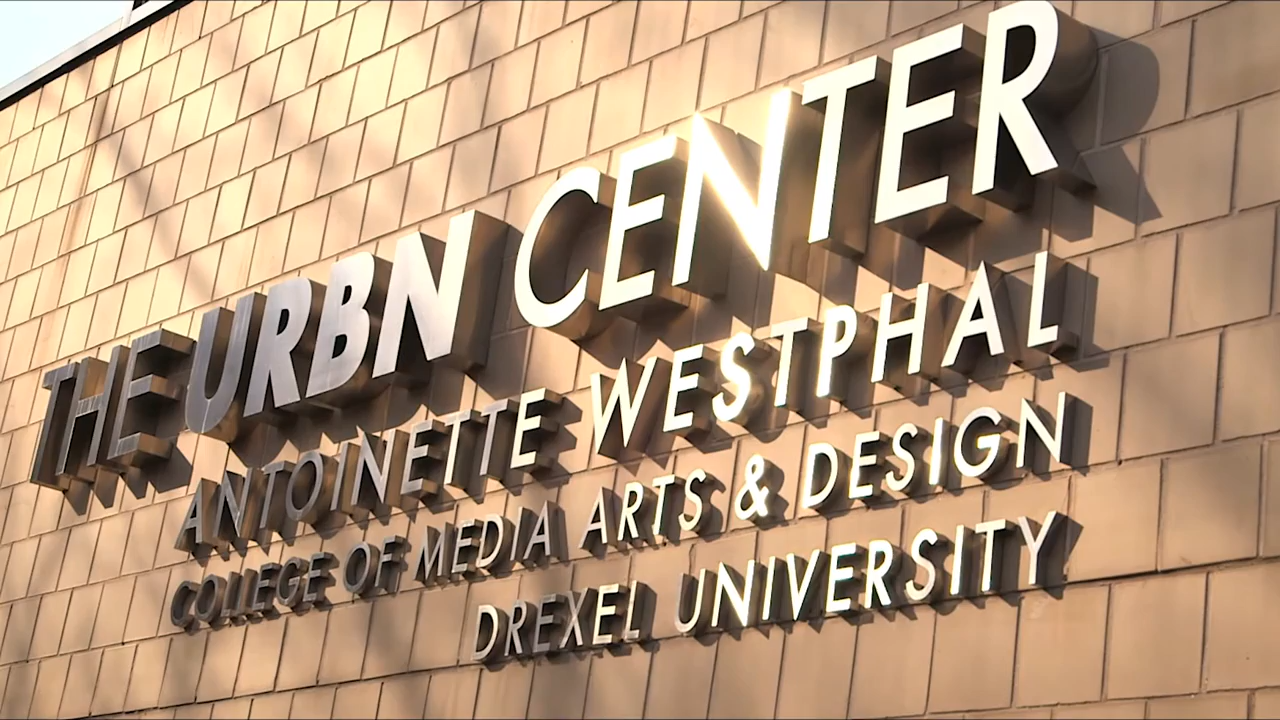 THE URBN CENTER
ANTOINETTE WESTPHAL
COLLEGE OF MEDIA ARTS & DESIGN
DREXEL UNIVERSITY